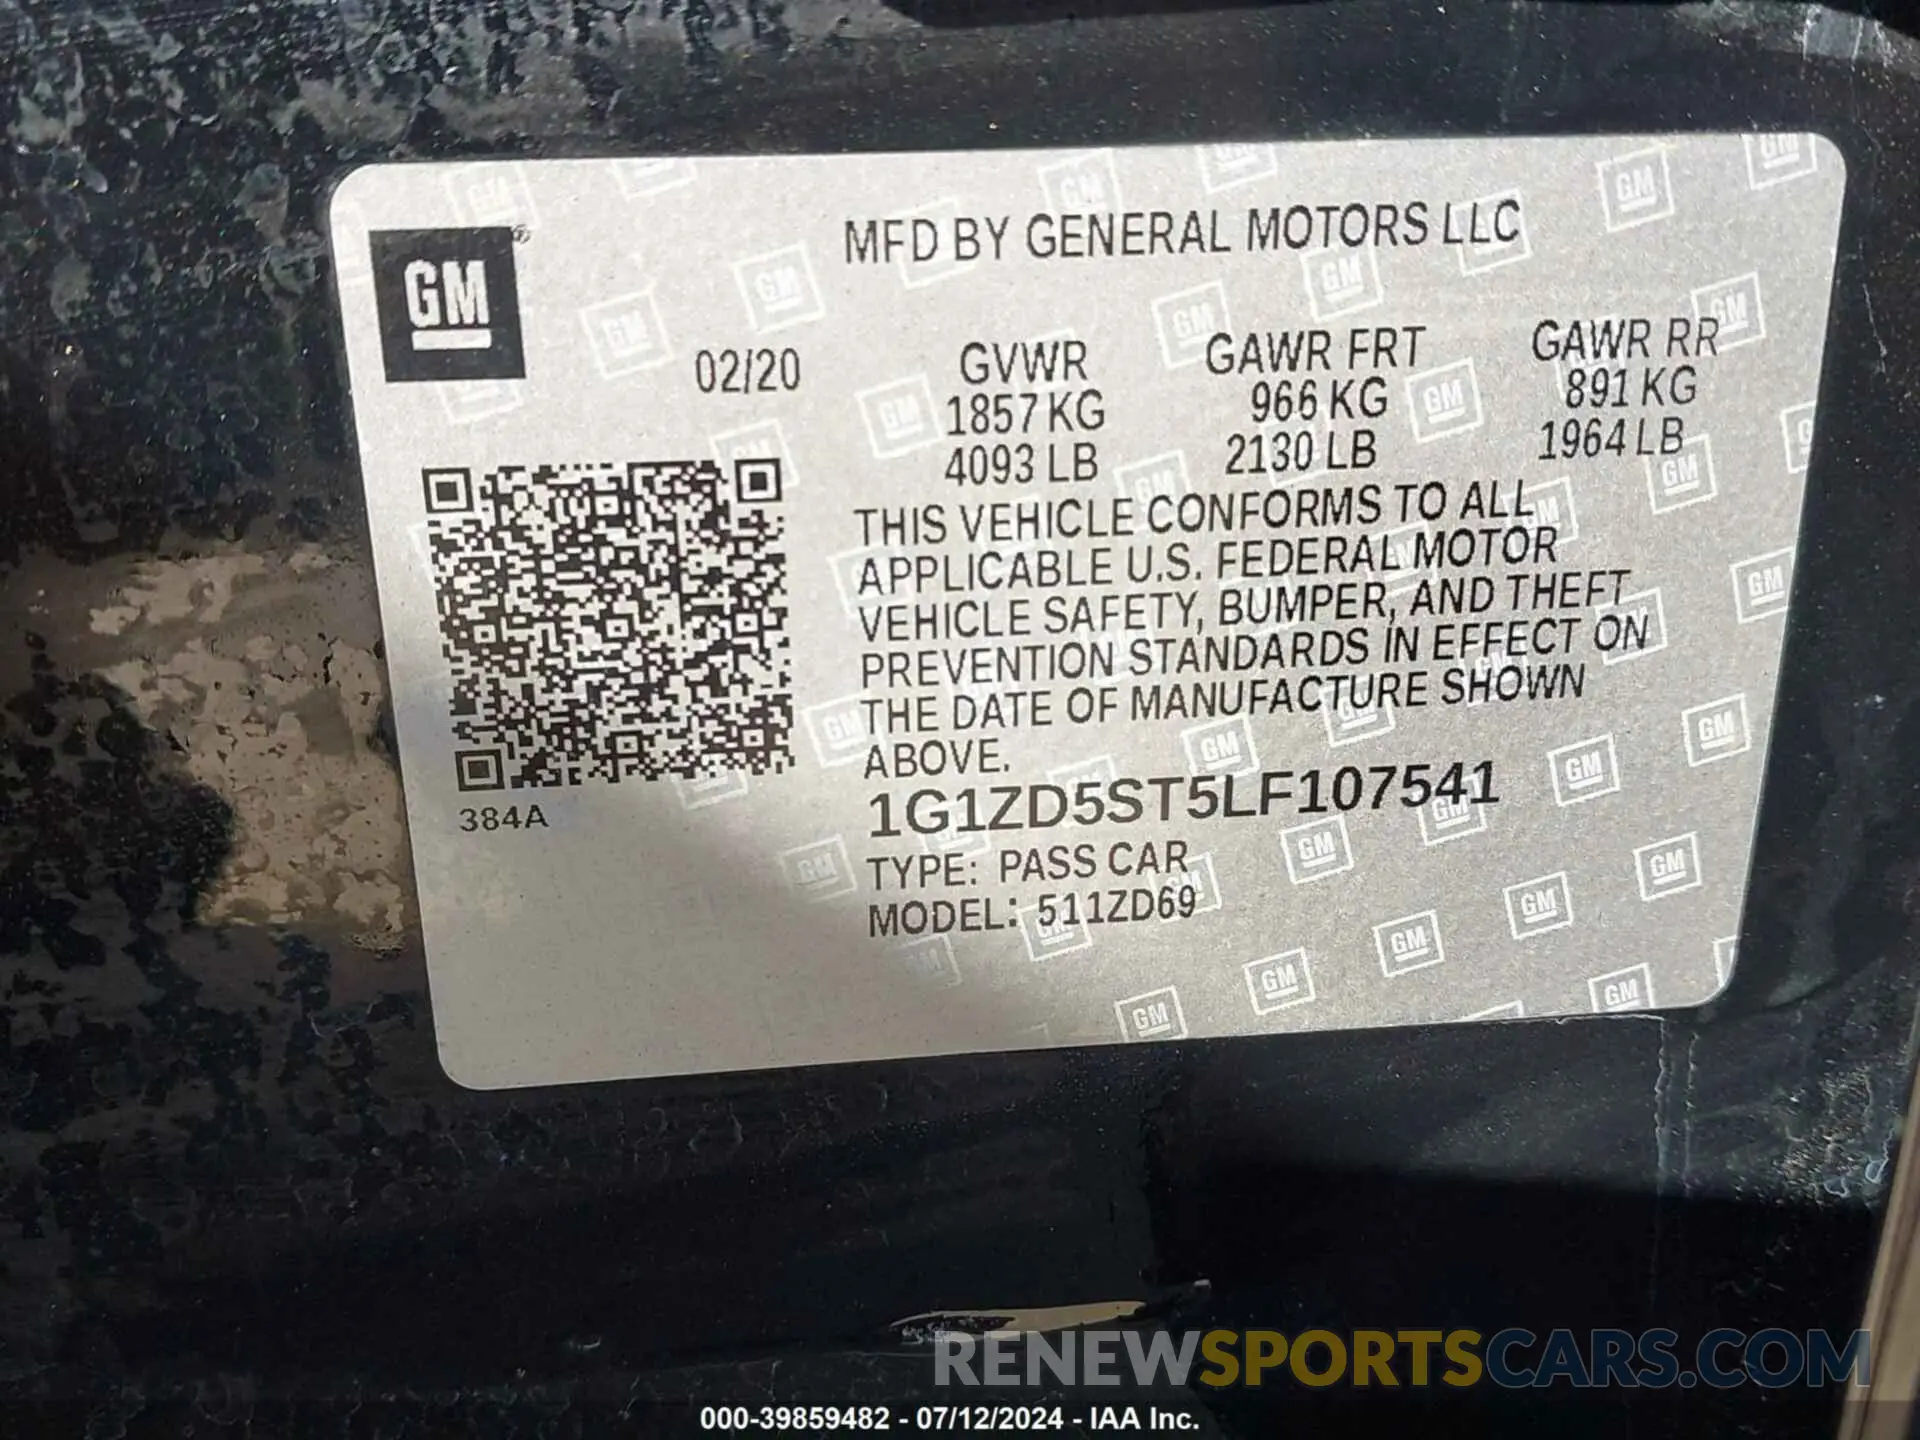 GM®
MFD BY GENERAL MOTORS LLC
02/20
GVWR GAWR FRT GAWR RR
1857 KG 966 KG 891 KG
4093 LB 2130 LB 1964 LB
THIS VEHICLE CONFORMS TO ALL
APPLICABLE U.S. FEDERAL MOTOR
VEHICLE SAFETY, BUMPER, AND THEFT
PREVENTION STANDARDS IN EFFECT ON
THE DATE OF MANUFACTURE SHOWN
ABOVE.
384A
1G1ZD5ST5LF107541
TYPE: PASS CAR
MODEL: 511ZD69
RENEWSPORTSCARS.COM
000-39859482 - 07/12/2024 - IAA Inc.